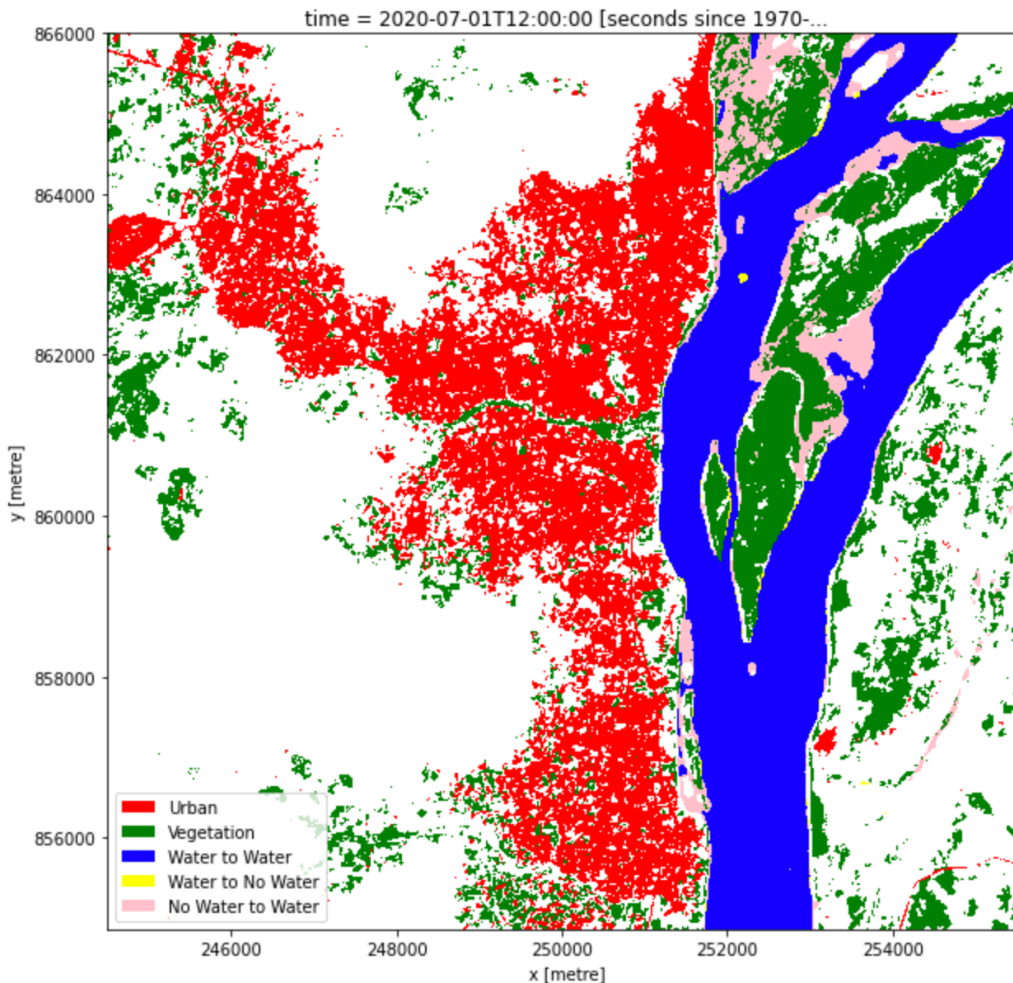 time = 2020-07-01T12:00:00 [seconds since 1970-...
866000
864000
862000
860000
858000
856000
y [metre]
Urban
Vegetation
Water to Water
Water to No Water
No Water to Water
246000 248000 250000 252000 254000
x [metre]